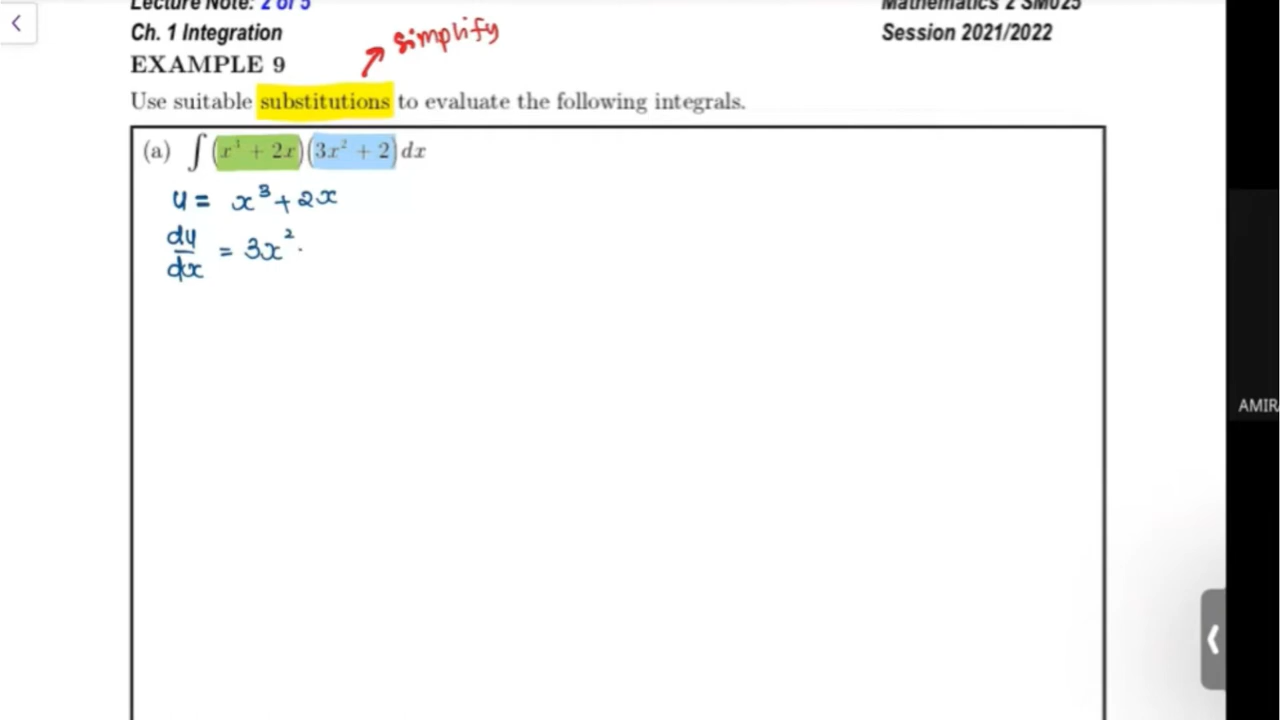 Lecture Note: 2 of 5
Mathematics 2 SM025
Ch. 1 Integration
Session 2021/2022
simplify
EXAMPLE 9
Use suitable substitutions to evaluate the following integrals.
(a) ∫ (x³ + 2x)(3x² + 2) dx
u = x³ + 2x
du/dx = 3x²
AMIR